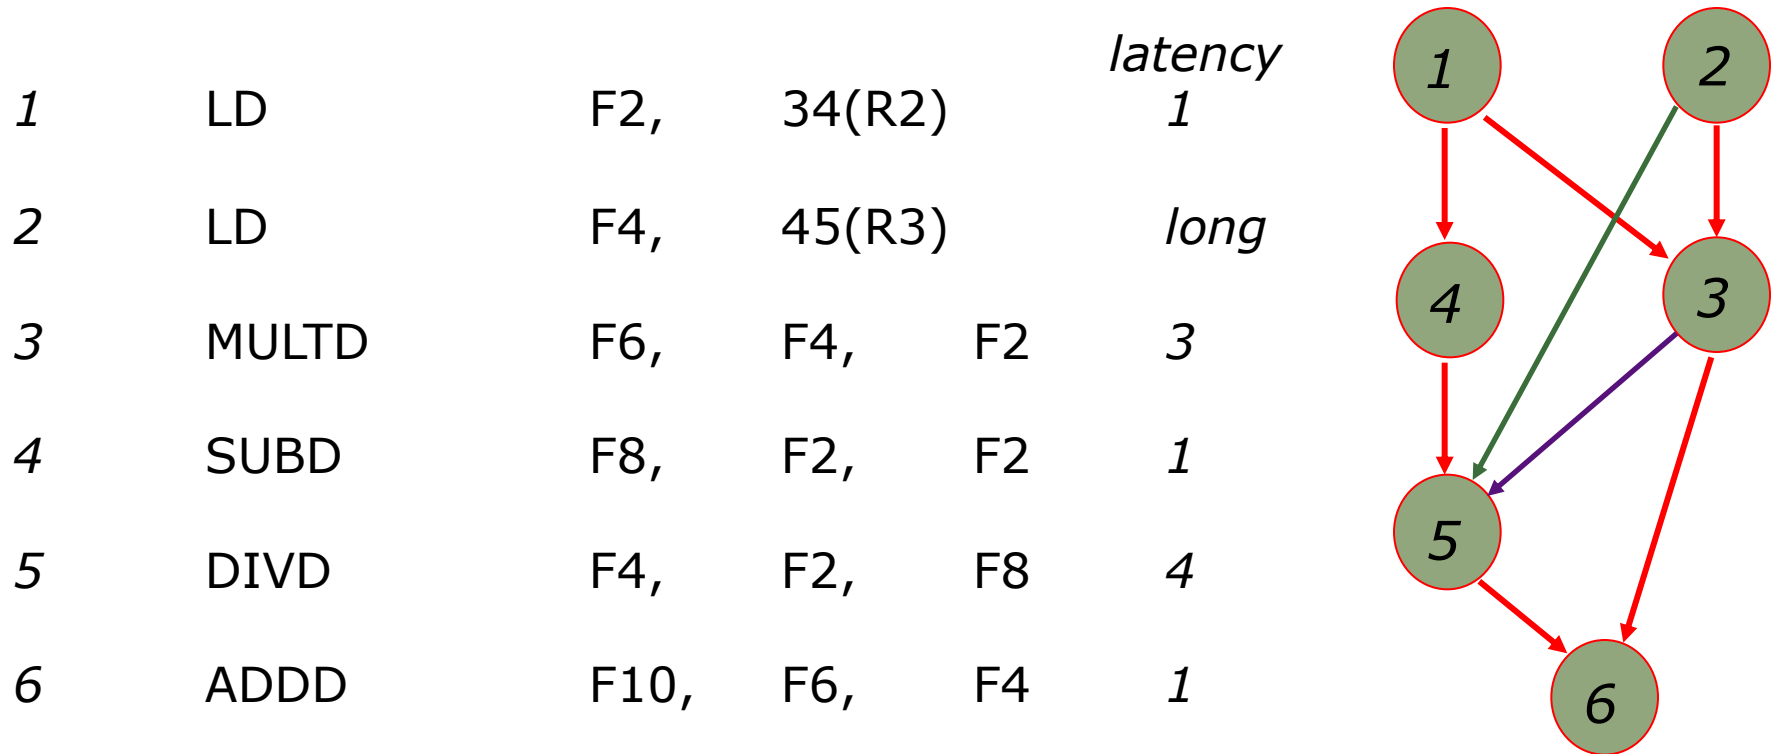 latency
1 LD F2, 34(R2) 1
2 LD F4, 45(R3) long
3 MULTD F6, F4, F2 3
4 SUBD F8, F2, F2 1
5 DIVD F4, F2, F8 4
6 ADDD F10, F6, F4 1
1 2
4 3
5
6